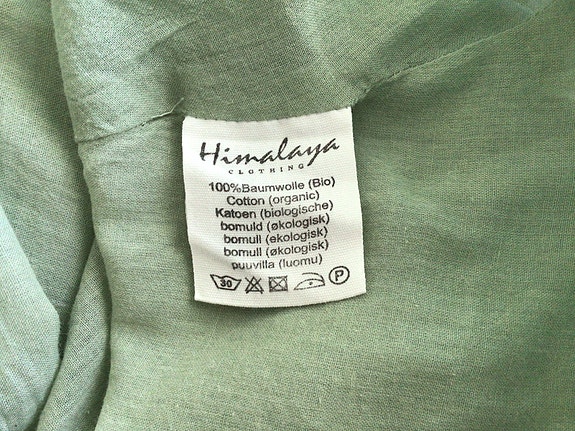 Himalaya
CLOTHING
100%Baumwolle (Bio)
Cotton (organic)
Katoen (biologische)
bomuld (økologisk)
bomull (ekologisk)
bomull (økologisk)
puuvilla (luomu)
30 P